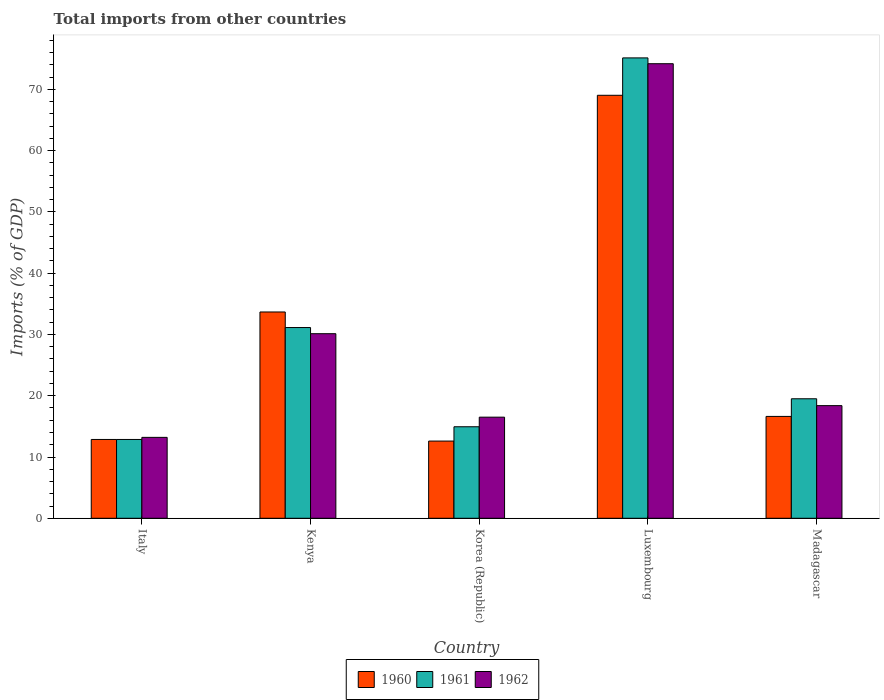 Total imports from other countries
Imports (% of GDP)
0
10
20
30
40
50
60
70
Italy
Kenya
Korea (Republic)
Luxembourg
Madagascar
Country
1960
1961
1962